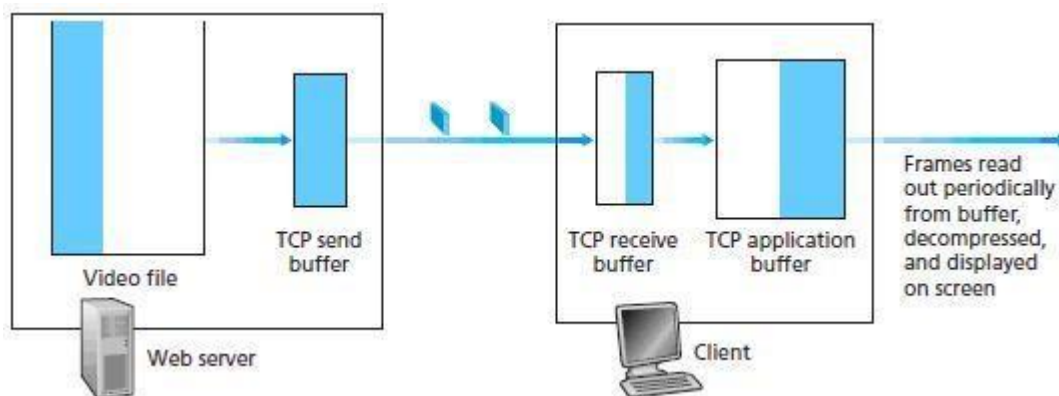 Video file
TCP send
buffer
Web server
TCP receive
buffer
TCP application
buffer
Client
Frames read
out periodically
from buffer,
decompressed,
and displayed
on screen